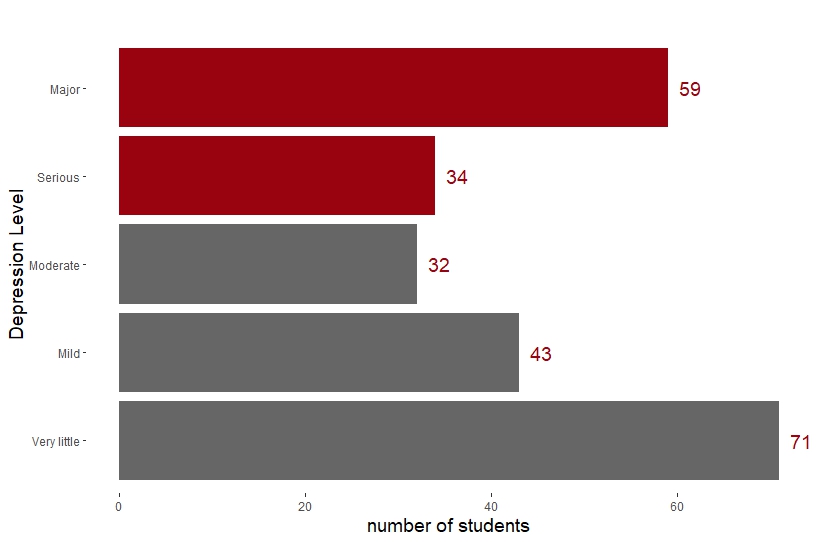 Major
59
Serious
34
Moderate
32
Mild
43
Very little
71
Depression Level
0 20 40 60
number of students